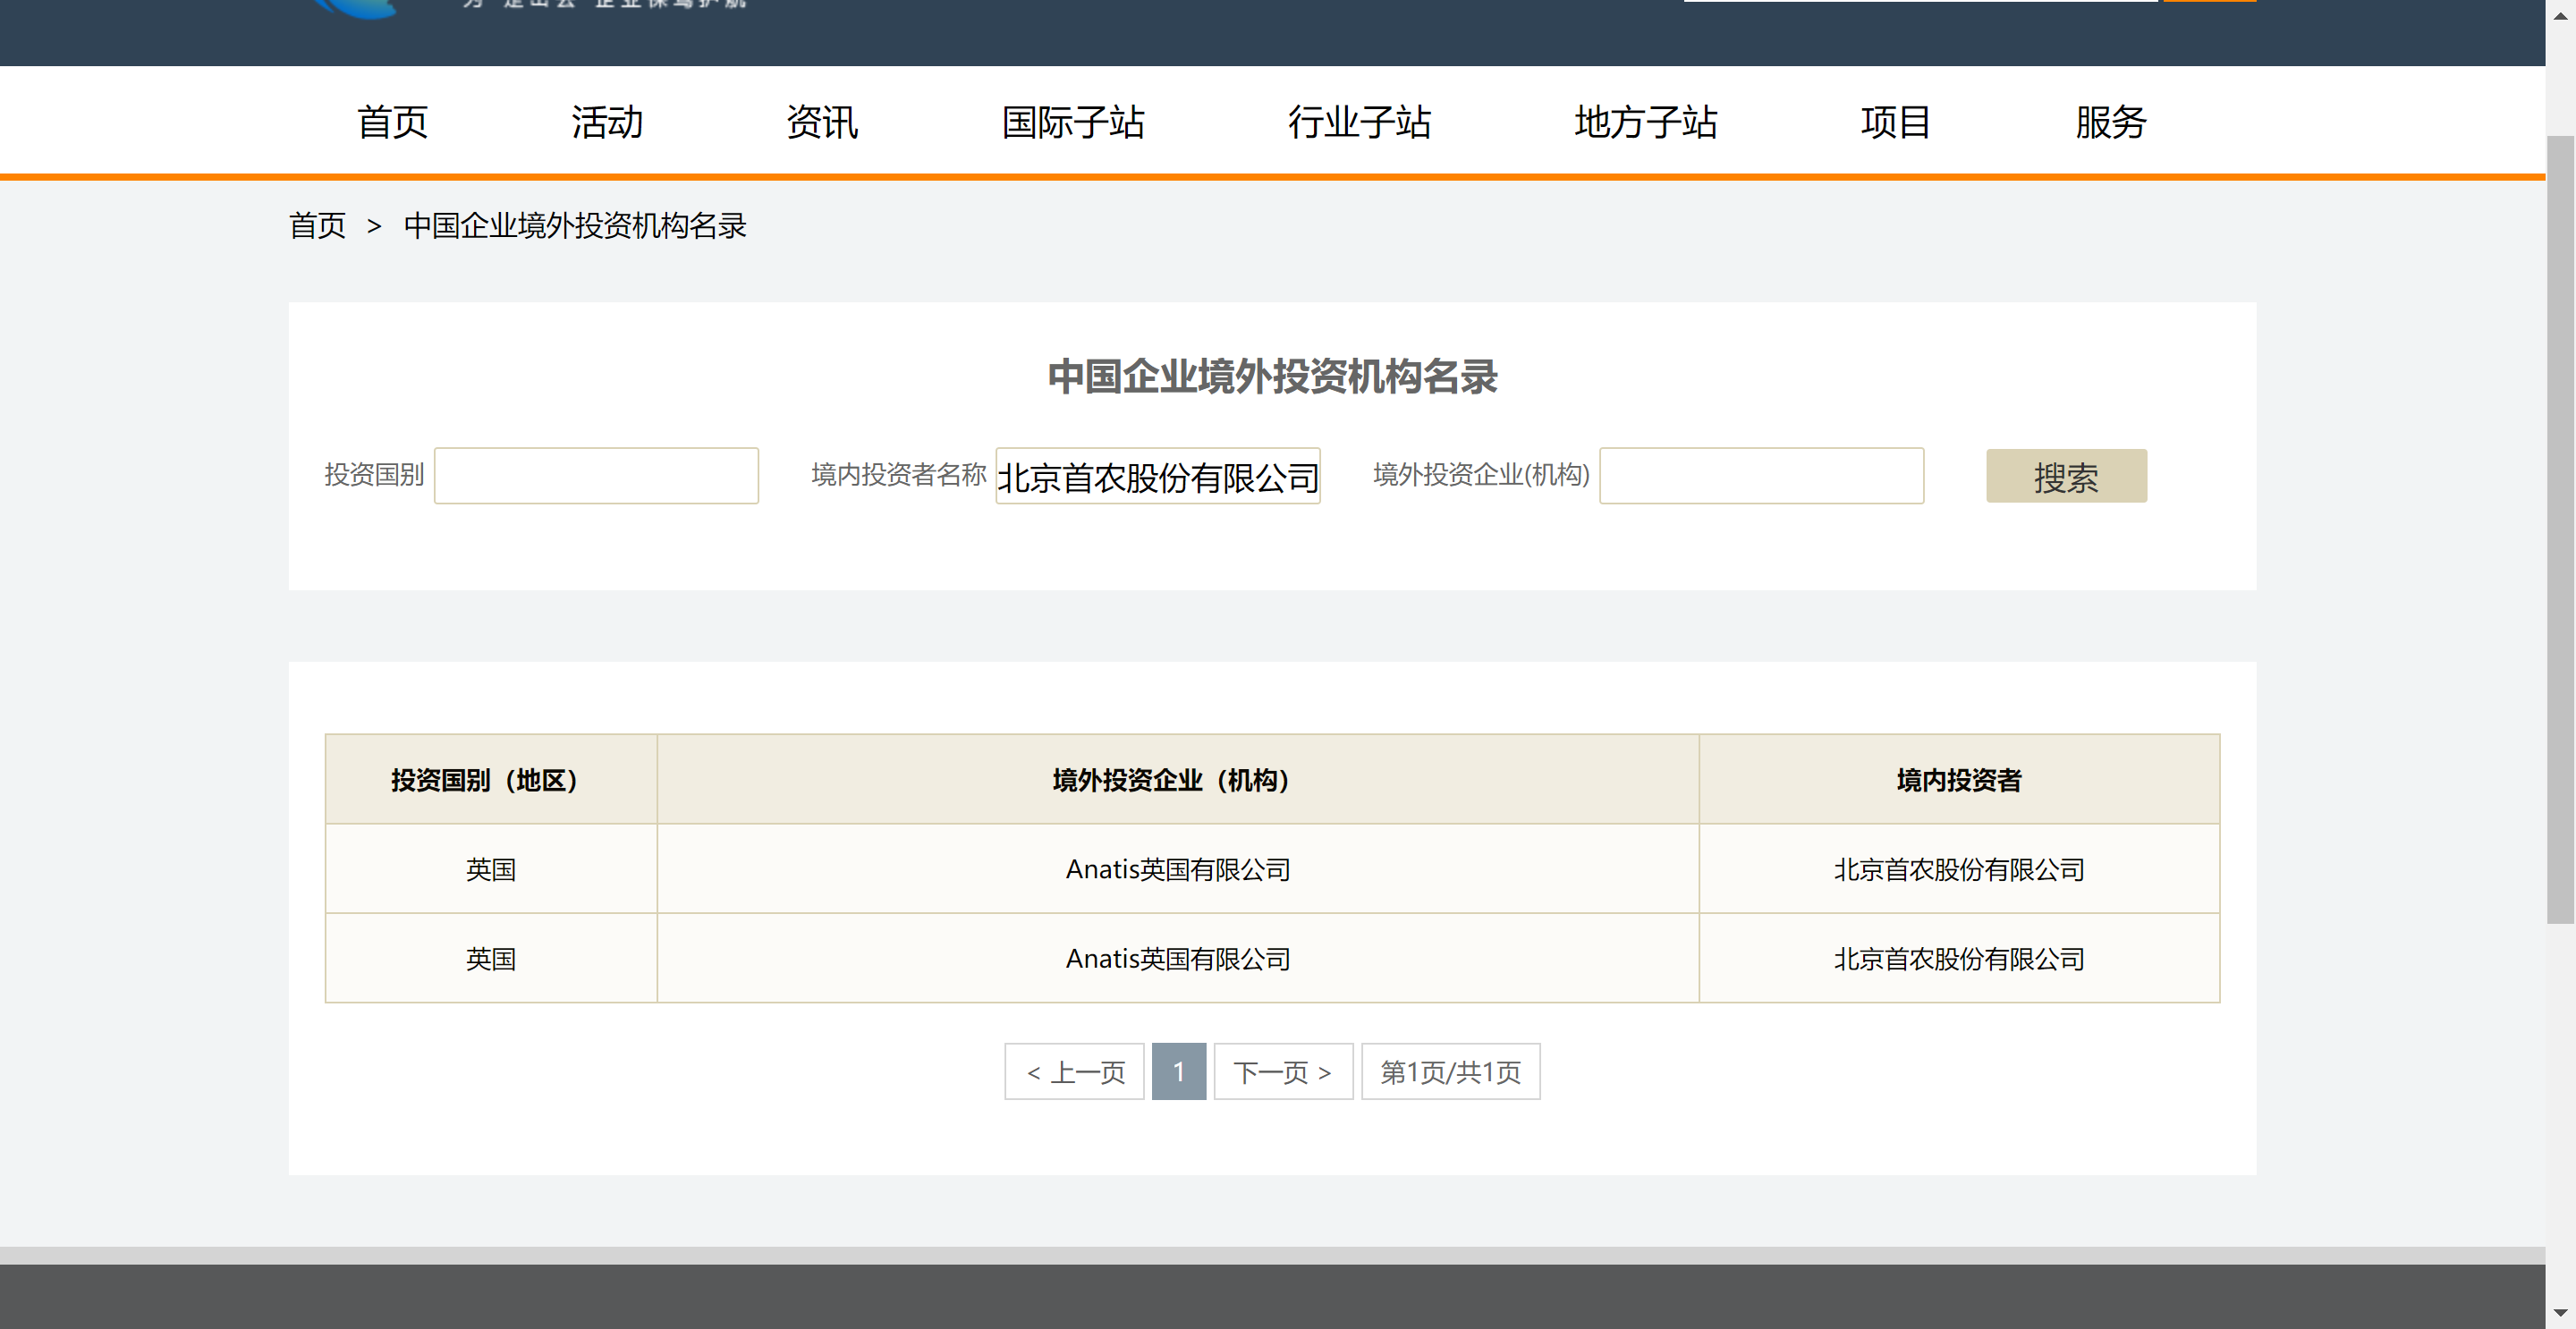 首页 活动 资讯 国际子站 行业子站 地方子站 项目 服务
首页 > 中国企业境外投资机构名录
中国企业境外投资机构名录
投资国别 境内投资者名称 北京首农股份有限公司 境外投资企业(机构) 搜索
投资国别（地区） 境外投资企业（机构） 境内投资者
英国 Anatis英国有限公司 北京首农股份有限公司
英国 Anatis英国有限公司 北京首农股份有限公司
< 上一页 1 下一页 > 第1页/共1页